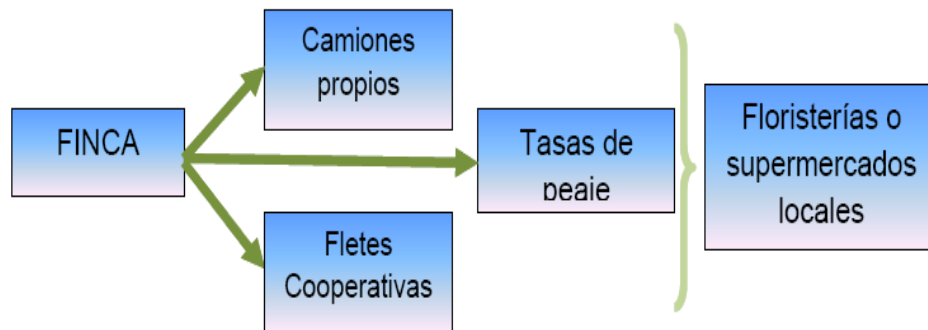 FINCA
Camiones
propios
Tasas de
peaje
Fletes
Cooperativas
Floristerías o
supermercados
locales